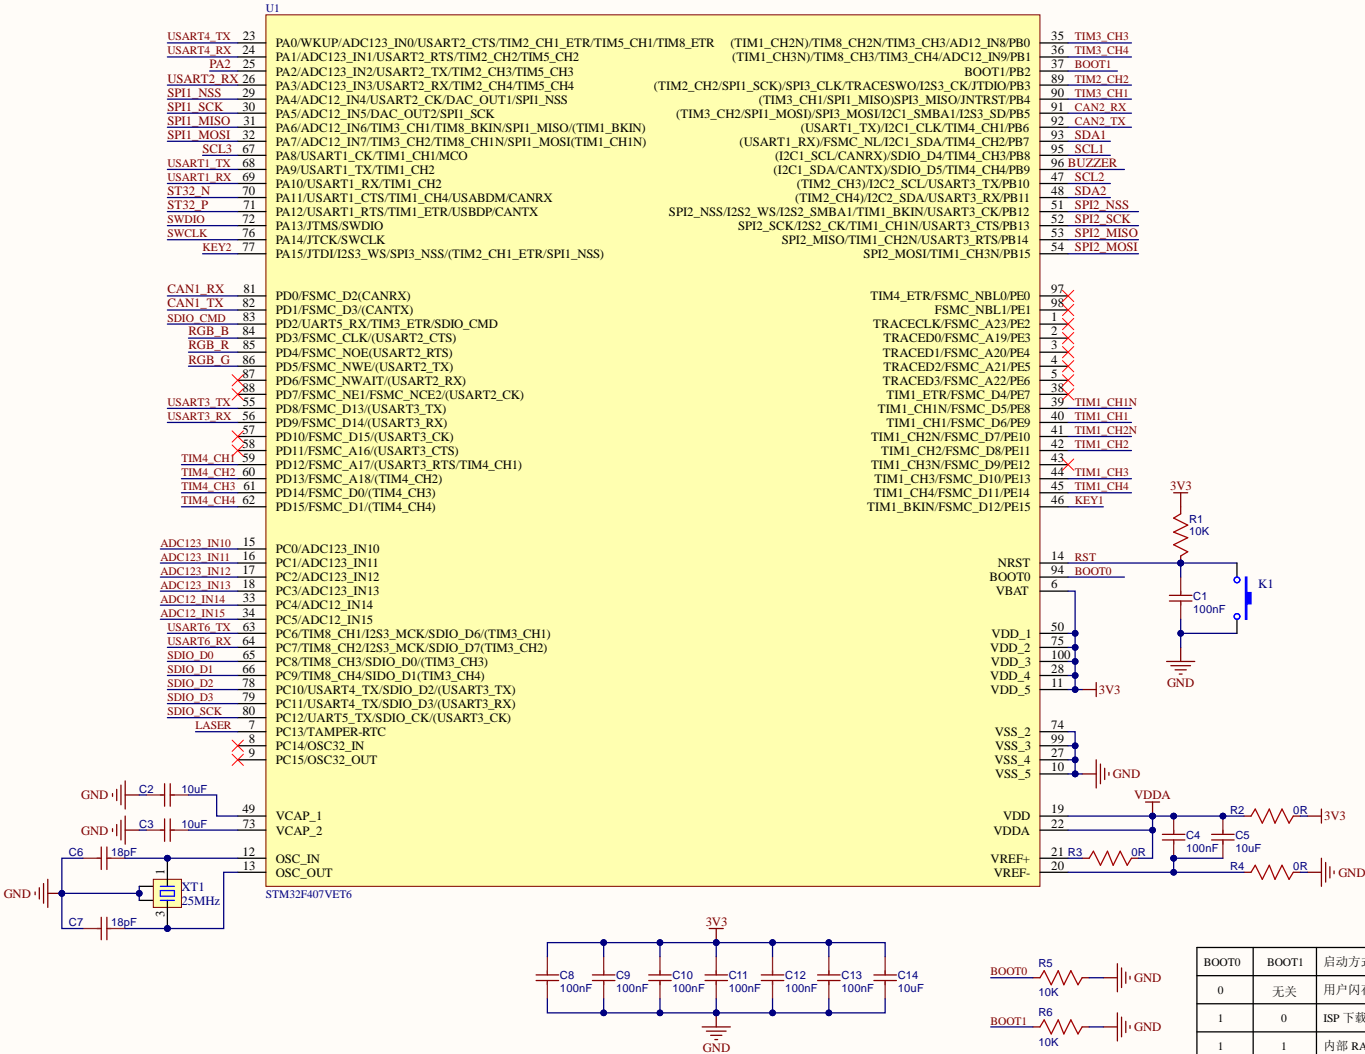 U1
USART4_TX 23 PA0/WKUP/ADC123_IN0/USART2_CTS/TIM2_CH1_ETR/TIM5_CH1/TIM8_ETR (TIM1_CH2N)/TIM8_CH2N/TIM3_CH3/AD12_IN8/PB0 35 TIM3_CH3
USART4_RX 24 PA1/ADC123_IN1/USART2_RTS/TIM2_CH2/TIM5_CH2 (TIM1_CH3N)/TIM8_CH3/TIM3_CH4/ADC12_IN9/PB1 36 TIM3_CH4
PA2 25 PA2/ADC123_IN2/USART2_TX/TIM2_CH3/TIM5_CH3 BOOT1/PB2 37 BOOT1
USART2_RX 26 PA3/ADC123_IN3/USART2_RX/TIM2_CH4/TIM5_CH4 (TIM2_CH2/SPI1_SCK)/SPI3_CLK/TRACESWO/I2S3_CK/JTDIO/PB3 89 TIM2_CH2
SPI1_NSS 29 PA4/ADC12_IN4/USART2_CK/DAC_OUT1/SPI1_NSS (TIM3_CH1/SPI1_MISO)SPI3_MISO/JNTRST/PB4 90 TIM3_CH1
SPI1_SCK 30 PA5/ADC12_IN5/DAC_OUT2/SPI1_SCK (TIM3_CH2/SPI1_MOSI)/SPI3_MOSI/I2C1_SMBA1/I2S3_SD/PB5 91 CAN2_RX
SPI1_MISO 31 PA6/ADC12_IN6/TIM3_CH1/TIM8_BKIN/SPI1_MISO/(TIM1_BKIN) (USART1_TX)/I2C1_CLK/TIM4_CH1/PB6 92 CAN2_TX
SPI1_MOSI 32 PA7/ADC12_IN7/TIM3_CH2/TIM8_CH1N/SPI1_MOSI(TIM1_CH1N) (USART1_RX)/FSMC_NL/I2C1_SDA/TIM4_CH2/PB7 93 SDA1
SCL3 67 PA8/USART1_CK/TIM1_CH1/MCO (I2C1_SCL/CANRX)/SDIO_D4/TIM4_CH3/PB8 95 SCL1
USART1_TX 68 PA9/USART1_TX/TIM1_CH2 (I2C1_SDA/CANTX)/SDIO_D5/TIM4_CH4/PB9 96 BUZZER
USART1_RX 69 PA10/USART1_RX/TIM1_CH2 (TIM2_CH3)/I2C2_SCL/USART3_TX/PB10 47 SCL2
ST32_N 70 PA11/USART1_CTS/TIM1_CH4/USABDM/CANRX (TIM2_CH4)/I2C2_SDA/USART3_RX/PB11 48 SDA2
ST32_P 71 PA12/USART1_RTS/TIM1_ETR/USBDP/CANTX SPI2_NSS/I2S2_WS/I2S2_SMBA1/TIM1_BKIN/USART3_CK/PB12 51 SPI2_NSS
SWDIO 72 PA13/JTMS/SWDIO SPI2_SCK/I2S2_CK/TIM1_CH1N/USART3_CTS/PB13 52 SPI2_SCK
SWCLK 76 PA14/JTCK/SWCLK SPI2_MISO/TIM1_CH2N/USART3_RTS/PB14 53 SPI2_MISO
KEY2 77 PA15/JTDI/I2S3_WS/SPI3_NSS/(TIM2_CH1_ETR/SPI1_NSS) SPI2_MOSI/TIM1_CH3N/PB15 54 SPI2_MOSI
CAN1_RX 81 PD0/FSMC_D2(CANRX) TIM4_ETR/FSMC_NBL0/PE0 97
CAN1_TX 82 PD1/FSMC_D3/(CANTX) FSMC_NBL1/PE1 98
SDIO_CMD 83 PD2/UART5_RX/TIM3_ETR/SDIO_CMD TRACECLK/FSMC_A23/PE2 1
RGB_B 84 PD3/FSMC_CLK/(USART2_CTS) TRACED0/FSMC_A19/PE3 2
RGB_R 85 PD4/FSMC_NOE(USART2_RTS) TRACED1/FSMC_A20/PE4 3
RGB_G 86 PD5/FSMC_NWE/(USART2_TX) TRACED2/FSMC_A21/PE5 4
87 PD6/FSMC_NWAIT/(USART2_RX) TRACED3/FSMC_A22/PE6 5
88 PD7/FSMC_NE1/FSMC_NCE2/(USART2_CK) TIM1_ETR/FSMC_D4/PE7 38
USART3_TX 55 PD8/FSMC_D13/(USART3_TX) TIM1_CH1N/FSMC_D5/PE8 39 TIM1_CH1N
USART3_RX 56 PD9/FSMC_D14/(USART3_RX) TIM1_CH1/FSMC_D6/PE9 40 TIM1_CH1
57 PD10/FSMC_D15/(USART3_CK) TIM1_CH2N/FSMC_D7/PE10 41 TIM1_CH2N
58 PD11/FSMC_A16/(USART3_CTS) TIM1_CH2/FSMC_D8/PE11 42 TIM1_CH2
TIM4_CH1 59 PD12/FSMC_A17/(USART3_RTS/TIM4_CH1) TIM1_CH3N/FSMC_D9/PE12 43
TIM4_CH2 60 PD13/FSMC_A18/(TIM4_CH2) TIM1_CH3/FSMC_D10/PE13 44 TIM1_CH3
TIM4_CH3 61 PD14/FSMC_D0/(TIM4_CH3) TIM1_CH4/FSMC_D11/PE14 45 TIM1_CH4
TIM4_CH4 62 PD15/FSMC_D1/(TIM4_CH4) TIM1_BKIN/FSMC_D12/PE15 46 KEY1
3V3
R1
10K
ADC123_IN10 15 PC0/ADC123_IN10
ADC123_IN11 16 PC1/ADC123_IN11 NRST 14 RST
ADC123_IN12 17 PC2/ADC123_IN12 BOOT0 94 BOOT0
ADC123_IN13 18 PC3/ADC123_IN13 VBAT 6
K1
C1
100nF
ADC12_IN14 33 PC4/ADC12_IN14
ADC12_IN15 34 PC5/ADC12_IN15
USART6_TX 63 PC6/TIM8_CH1/I2S3_MCK/SDIO_D6/(TIM3_CH1) VDD_1 50
USART6_RX 64 PC7/TIM8_CH2/I2S3_MCK/SDIO_D7(TIM3_CH2) VDD_2 75
SDIO_D0 65 PC8/TIM8_CH3/SDIO_D0/(TIM3_CH3) VDD_3 100
SDIO_D1 66 PC9/TIM8_CH4/SIDO_D1(TIM3_CH4) VDD_4 28
GND
SDIO_D2 78 PC10/USART4_TX/SDIO_D2/(USART3_TX) VDD_5 11 3V3
SDIO_D3 79 PC11/USART4_TX/SDIO_D3/(USART3_RX)
SDIO_SCK 80 PC12/UART5_TX/SDIO_CK/(USART3_CK)
LASER 7 PC13/TAMPER-RTC VSS_2 74
8 PC14/OSC32_IN VSS_3 99
9 PC15/OSC32_OUT VSS_4 27
VSS_5 10 GND
GND C2 10uF VDDA
49 VCAP_1 VDD 19 R2 0R 3V3
GND C3 10uF 73 VCAP_2 VDDA 22
C4
100nF
C5
10uF
C6 18pF 12 OSC_IN VREF+ 21 R3 0R
13 OSC_OUT VREF- 20 R4 0R GND
GND
1
XT1
25MHz
3
STM32F407VET6
C7 18pF
3V3
C8 C9 C10 C11 C12 C13 C14
100nF 100nF 100nF 100nF 100nF 100nF 10uF
GND
BOOT0 R5 GND
10K
BOOT1 R6 GND
10K
BOOT0 BOOT1 启动方
0 无关 用户闪
1 0 ISP 下载
1 1 内部 RA